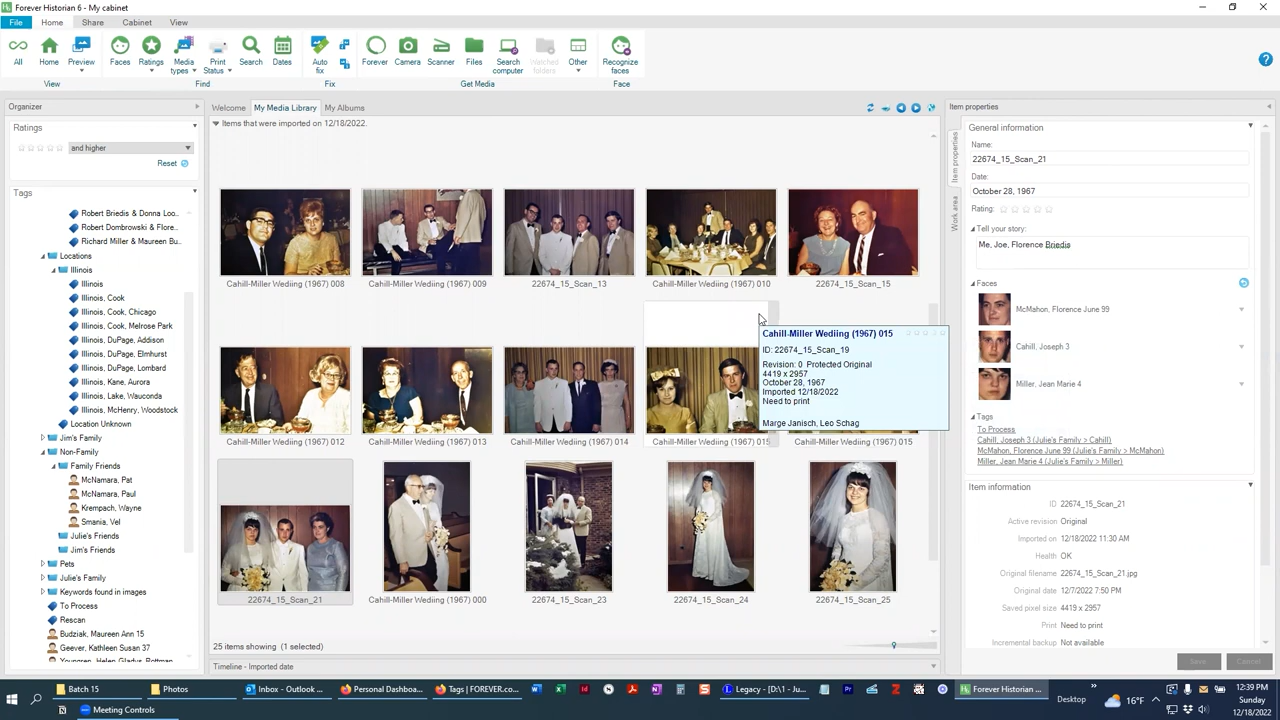 Forever Historian 6 - My cabinet
File Home Share Cabinet View
All Home Preview Faces Ratings Media types Print Status Search Dates Auto fix Forever Camera Scanner Files Search computer Watched folders Other Recognize faces
View Find Fix Get Media Face
Organizer
Ratings
and higher
Reset
Tags
Robert Briedis & Donna Loo...
Robert Dombrowski & Flore...
Richard Miller & Maureen Bu...
Locations
Illinois
Illinois
Illinois, Cook
Illinois, Cook, Chicago
Illinois, Cook, Melrose Park
Illinois, DuPage, Addison
Illinois, DuPage, Elmhurst
Illinois, DuPage, Lombard
Illinois, Kane, Aurora
Illinois, Lake, Wauconda
Illinois, McHenry, Woodstock
Location Unknown
Jim's Family
Non-Family
Family Friends
McNamara, Pat
McNamara, Paul
Krempach, Wayne
Smania, Vel
Julie's Friends
Jim's Friends
Pets
Julie's Family
Keywords found in images
To Process
Rescan
Budziak, Maureen Ann 15
Geever, Kathleen Susan 37
Welcome My Media Library My Albums
Items that were imported on 12/18/2022.
Cahill-Miller Wediing (1967) 008 Cahill-Miller Wediing (1967) 009 22674_15_Scan_13 Cahill-Miller Wediing (1967) 010 22674_15_Scan_15
Cahill-Miller Wediing (1967) 012 Cahill-Miller Wediing (1967) 013 Cahill-Miller Wediing (1967) 014 Cahill-Miller Wediing (1967) 015 Cahill-Miller Wediing (1967) 015
Cahill-Miller Wediing (1967) 015
ID: 22674_15_Scan_19
Revision: 0 Protected Original
4419 x 2957
October 28, 1967
Imported 12/18/2022
Need to print
Marge Janisch, Leo Schag
22674_15_Scan_21 Cahill-Miller Wediing (1967) 000 22674_15_Scan_23 22674_15_Scan_24 22674_15_Scan_25
25 items showing (1 selected)
Timeline - Imported date
Item properties
Item properties
Work area
General information
Name:
22674_15_Scan_21
Date:
October 28, 1967
Rating:
Tell your story:
Me, Joe, Florence Briedis
Faces
McMahon, Florence June 99
Cahill, Joseph 3
Miller, Jean Marie 4
Tags
To Process
Cahill, Joseph 3 (Julie's Family > Cahill)
McMahon, Florence June 99 (Julie's Family > McMahon)
Miller, Jean Marie 4 (Julie's Family > Miller)
Item information
ID 22674_15_Scan_21
Active revision Original
Imported on 12/18/2022 11:30 AM
Health OK
Original filename 22674_15_Scan_21.jpg
Original date 12/7/2022 7:50 PM
Saved pixel size 4419 x 2957
Print Need to print
Incremental backup Not available
Save Cancel
Batch 15 Photos Inbox - Outlook ... Personal Dashboa... Tags | FOREVER.co... Legacy - [D:\1 - Ju... Forever Historian ... Desktop 16°F 12:39 PM
Sunday
Meeting Controls 12/18/2022